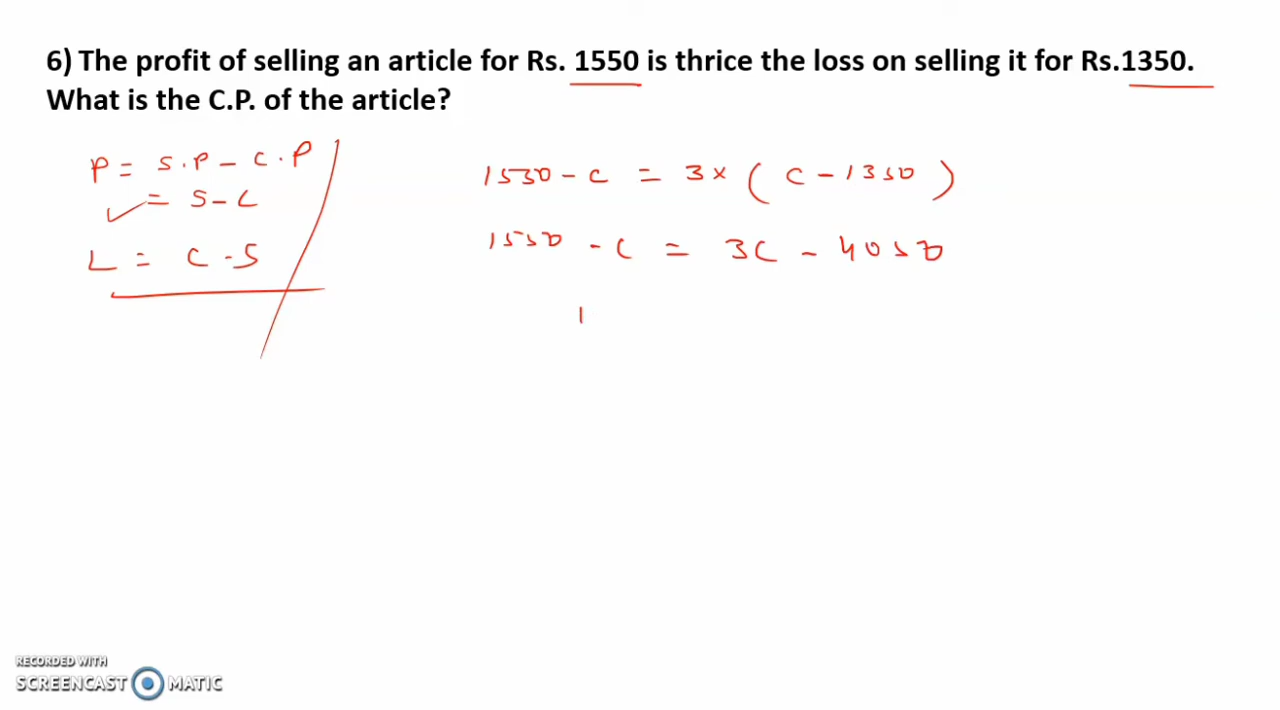 6) The profit of selling an article for Rs. 1550 is thrice the loss on selling it for Rs.1350.
What is the C.P. of the article?
P = S.P - C.P
= S - C
L = C - S
1550 - C = 3 × ( C - 1350 )
1550 - C = 3C - 4050
1
RECORDED WITH
SCREENCAST MATIC